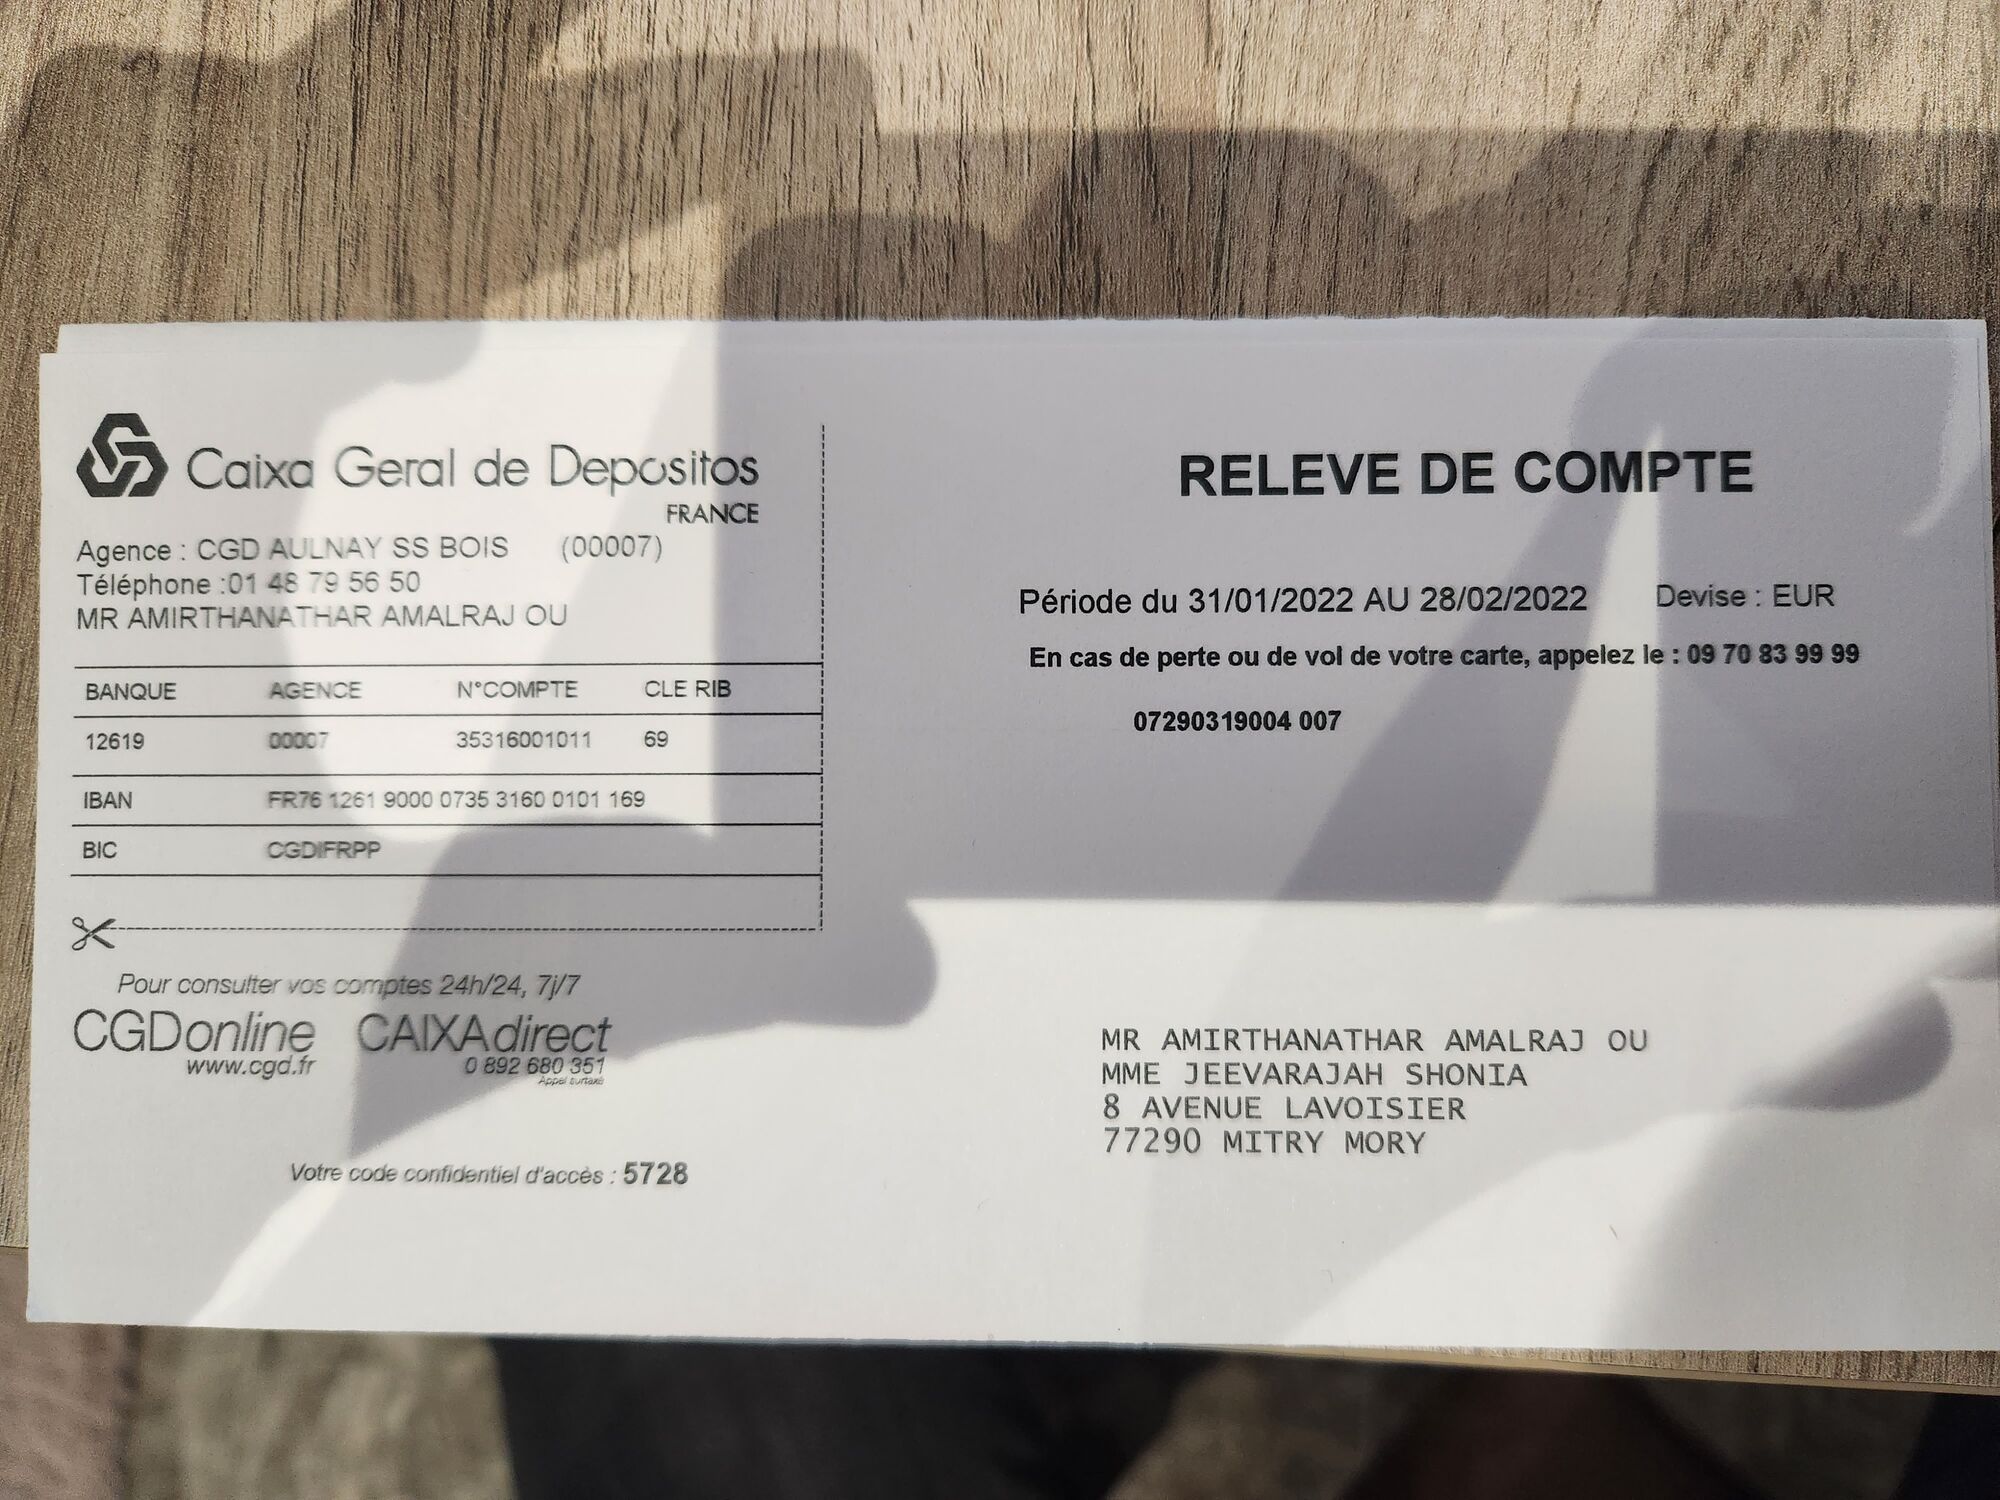 Caixa Geral de Depositos
FRANCE
Agence : CGD AULNAY SS BOIS (00007)
Téléphone :01 48 79 56 50
MR AMIRTHANATHAR AMALRAJ OU
BANQUE AGENCE N°COMPTE CLE RIB
12619 00007 35316001011 69
IBAN FR76 1261 9000 0735 3160 0101 169
BIC CGDIFRPP
Pour consulter vos comptes 24h/24, 7j/7
CGDonline CAIXAdirect
www.cgd.fr 0 892 680 351
Appel surtaxé
Votre code confidentiel d'accès : 5728
RELEVE DE COMPTE
Période du 31/01/2022 AU 28/02/2022 Devise : EUR
En cas de perte ou de vol de votre carte, appelez le : 09 70 83 99 99
07290319004 007
MR AMIRTHANATHAR AMALRAJ OU
MME JEEVARAJAH SHONIA
8 AVENUE LAVOISIER
77290 MITRY MORY